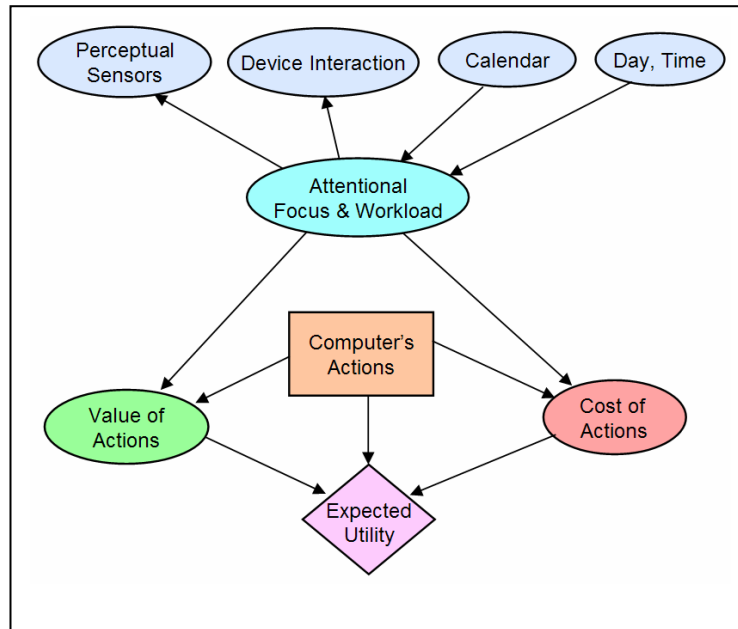 Perceptual
Sensors
Device Interaction
Calendar
Day, Time
Attentional
Focus & Workload
Computer’s
Actions
Value of
Actions
Cost of
Actions
Expected
Utility